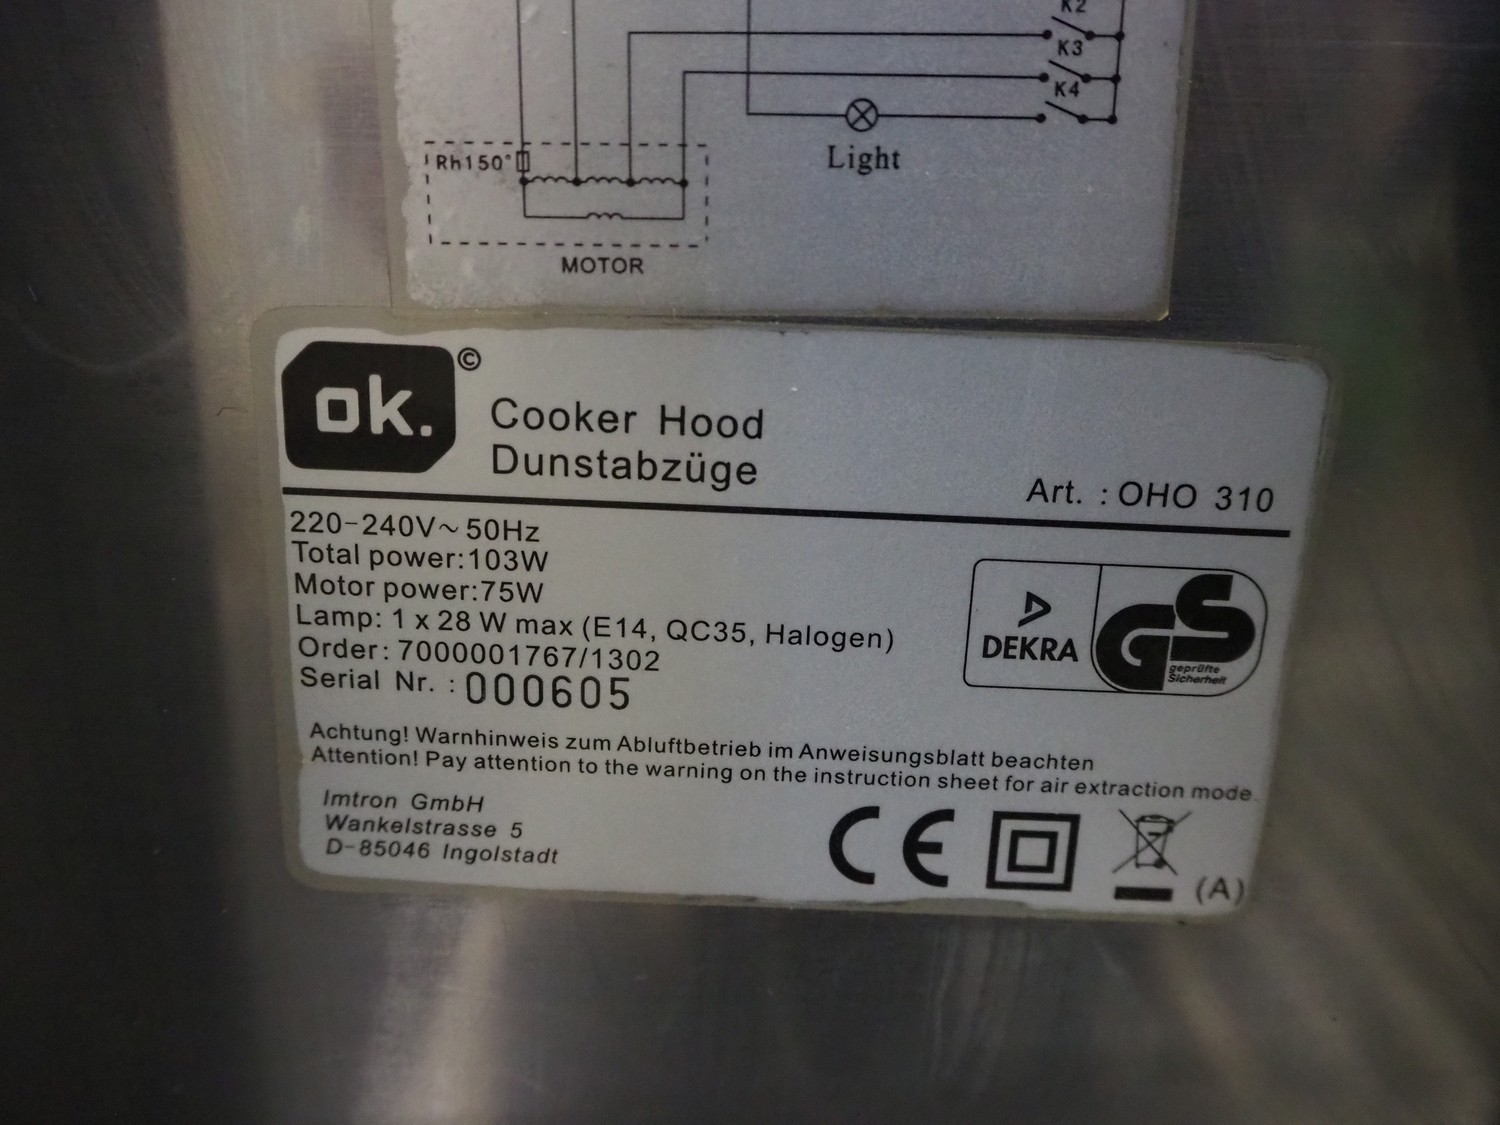 K2
K3
K4
Rh150°
Light
MOTOR
ok.©
Cooker Hood
Dunstabzüge
Art. : OHO 310
220-240V~ 50Hz
Total power:103W
Motor power:75W
Lamp: 1 x 28 W max (E14, QC35, Halogen)
Order: 7000001767/1302
Serial Nr. : 000605
DEKRA
GS
geprüfte
Sicherheit
Achtung! Warnhinweis zum Abluftbetrieb im Anweisungsblatt beachten
Attention! Pay attention to the warning on the instruction sheet for air extraction mode
Imtron GmbH
Wankelstrasse 5
D-85046 Ingolstadt
CE
(A)